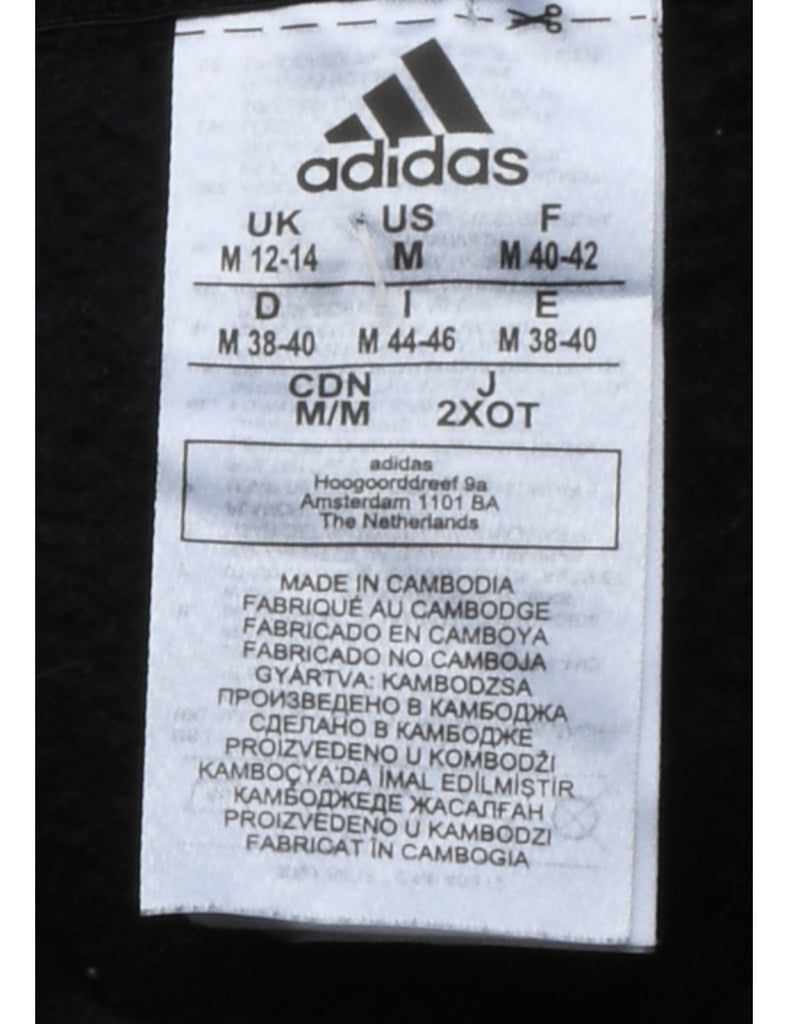 adidas
UK US F
M 12-14 M M 40-42
D I E
M 38-40 M 44-46 M 38-40
CDN J
M/M 2XOT
adidas
Hoogoorddreef 9a
Amsterdam 1101 BA
The Netherlands
MADE IN CAMBODIA
FABRIQUÉ AU CAMBODGE
FABRICADO EN CAMBOYA
FABRICADO NO CAMBOJA
GYÁRTVA: KAMBODZSA
ПРОИЗВЕДЕНО В КАМБОДЖА
СДЕЛАНО В КАМБОДЖЕ
PROIZVEDENO U KOMBODŽI
KAMBOÇYA'DA İMAL EDİLMİŞTİR
КАМБОДЖЕДЕ ЖАСАЛҒАН
PROIZVEDENO U KAMBODZI
FABRICAT ÎN CAMBOGIA